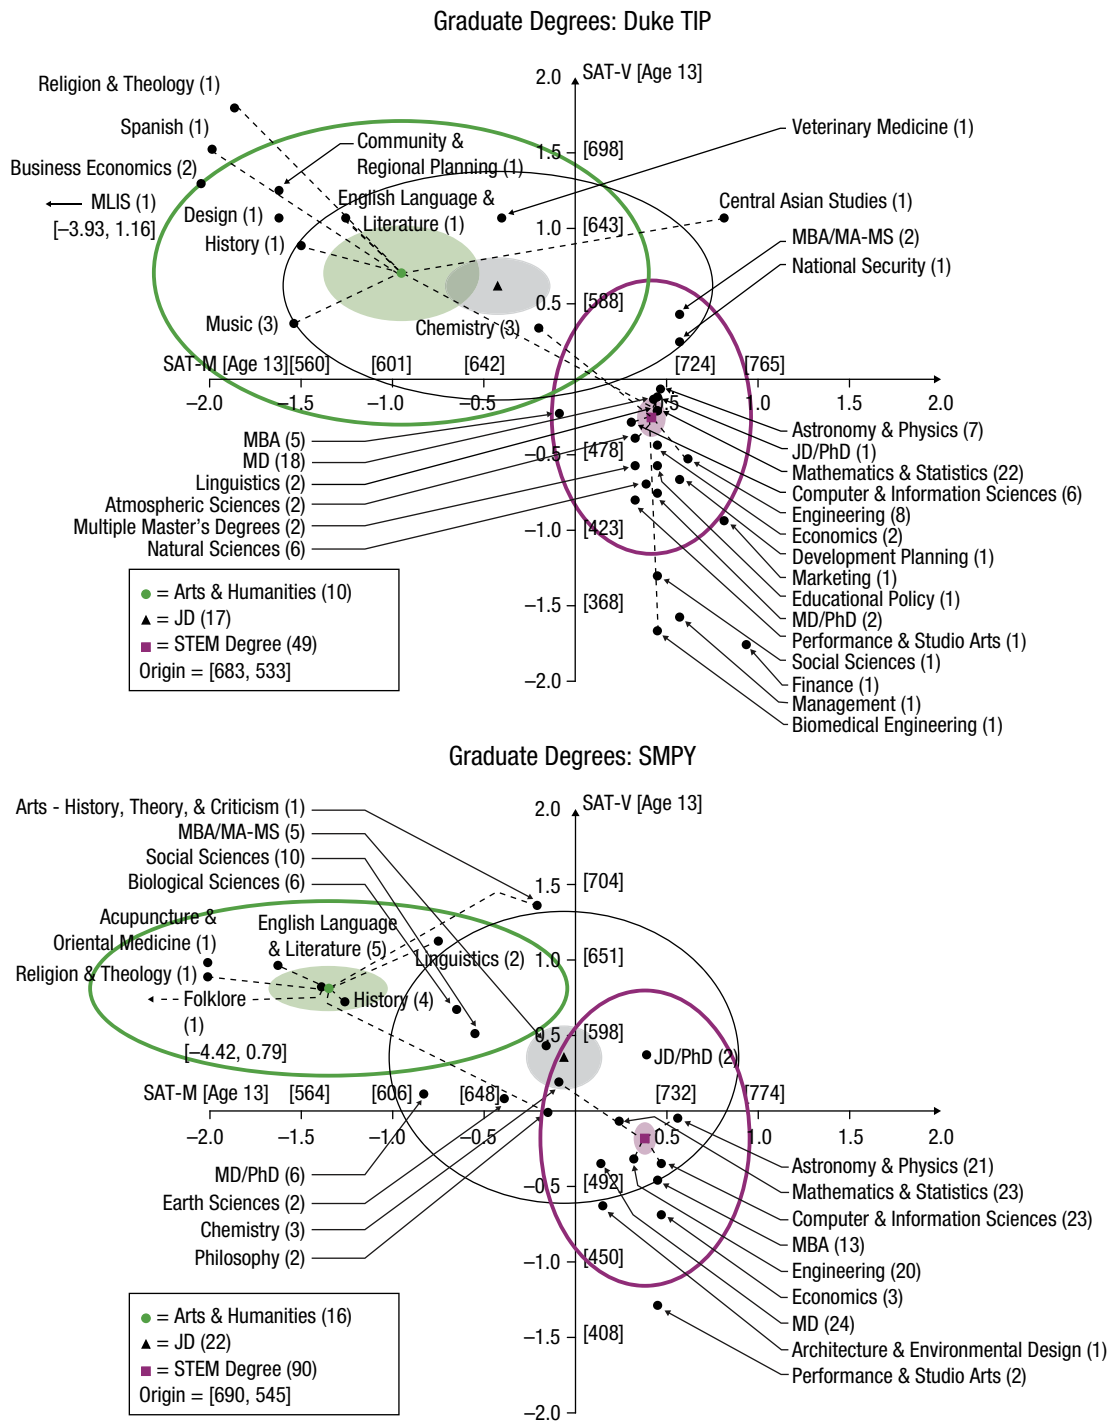 Graduate Degrees: Duke TIP
2.0
SAT-V [Age 13]
Religion & Theology (1)
Spanish (1)
Community &
Regional Planning (1)
Veterinary Medicine (1)
1.5
[698]
Business Economics (2)
MLIS (1)
[–3.93, 1.16]
English Language &
Literature (1)
Central Asian Studies (1)
Design (1)
1.0
[643]
History (1)
MBA/MA-MS (2)
National Security (1)
0.5
[588]
Music (3)
Chemistry (3)
SAT-M [Age 13]
[560]
[601]
[642]
[724]
[765]
–2.0
–1.5
–1.0
–0.5
0.5
1.0
1.5
2.0
MBA (5)
MD (18)
Linguistics (2)
Atmospheric Sciences (2)
Multiple Master's Degrees (2)
Natural Sciences (6)
–0.5
[478]
–1.0
[423]
–1.5
[368]
–2.0
Astronomy & Physics (7)
JD/PhD (1)
Mathematics & Statistics (22)
Computer & Information Sciences (6)
Engineering (8)
Economics (2)
Development Planning (1)
Marketing (1)
Educational Policy (1)
MD/PhD (2)
Performance & Studio Arts (1)
Social Sciences (1)
Finance (1)
Management (1)
Biomedical Engineering (1)
= Arts & Humanities (10)
= JD (17)
= STEM Degree (49)
Origin = [683, 533]
Graduate Degrees: SMPY
2.0
SAT-V [Age 13]
Arts - History, Theory, & Criticism (1)
MBA/MA-MS (5)
Social Sciences (10)
Biological Sciences (6)
1.5
[704]
Acupuncture &
Oriental Medicine (1)
English Language
& Literature (5)
Linguistics (2)
1.0
[651]
Religion & Theology (1)
Folklore
(1)
[–4.42, 0.79]
History (4)
0.5
[598]
JD/PhD (2)
SAT-M [Age 13]
[564]
[606]
[648]
[732]
[774]
–2.0
–1.5
–1.0
–0.5
0.5
1.0
1.5
2.0
MD/PhD (6)
Earth Sciences (2)
Chemistry (3)
Philosophy (2)
–0.5
[492]
–1.0
[450]
–1.5
[408]
–2.0
Astronomy & Physics (21)
Mathematics & Statistics (23)
Computer & Information Sciences (23)
MBA (13)
Engineering (20)
Economics (3)
MD (24)
Architecture & Environmental Design (1)
Performance & Studio Arts (2)
= Arts & Humanities (16)
= JD (22)
= STEM Degree (90)
Origin = [690, 545]